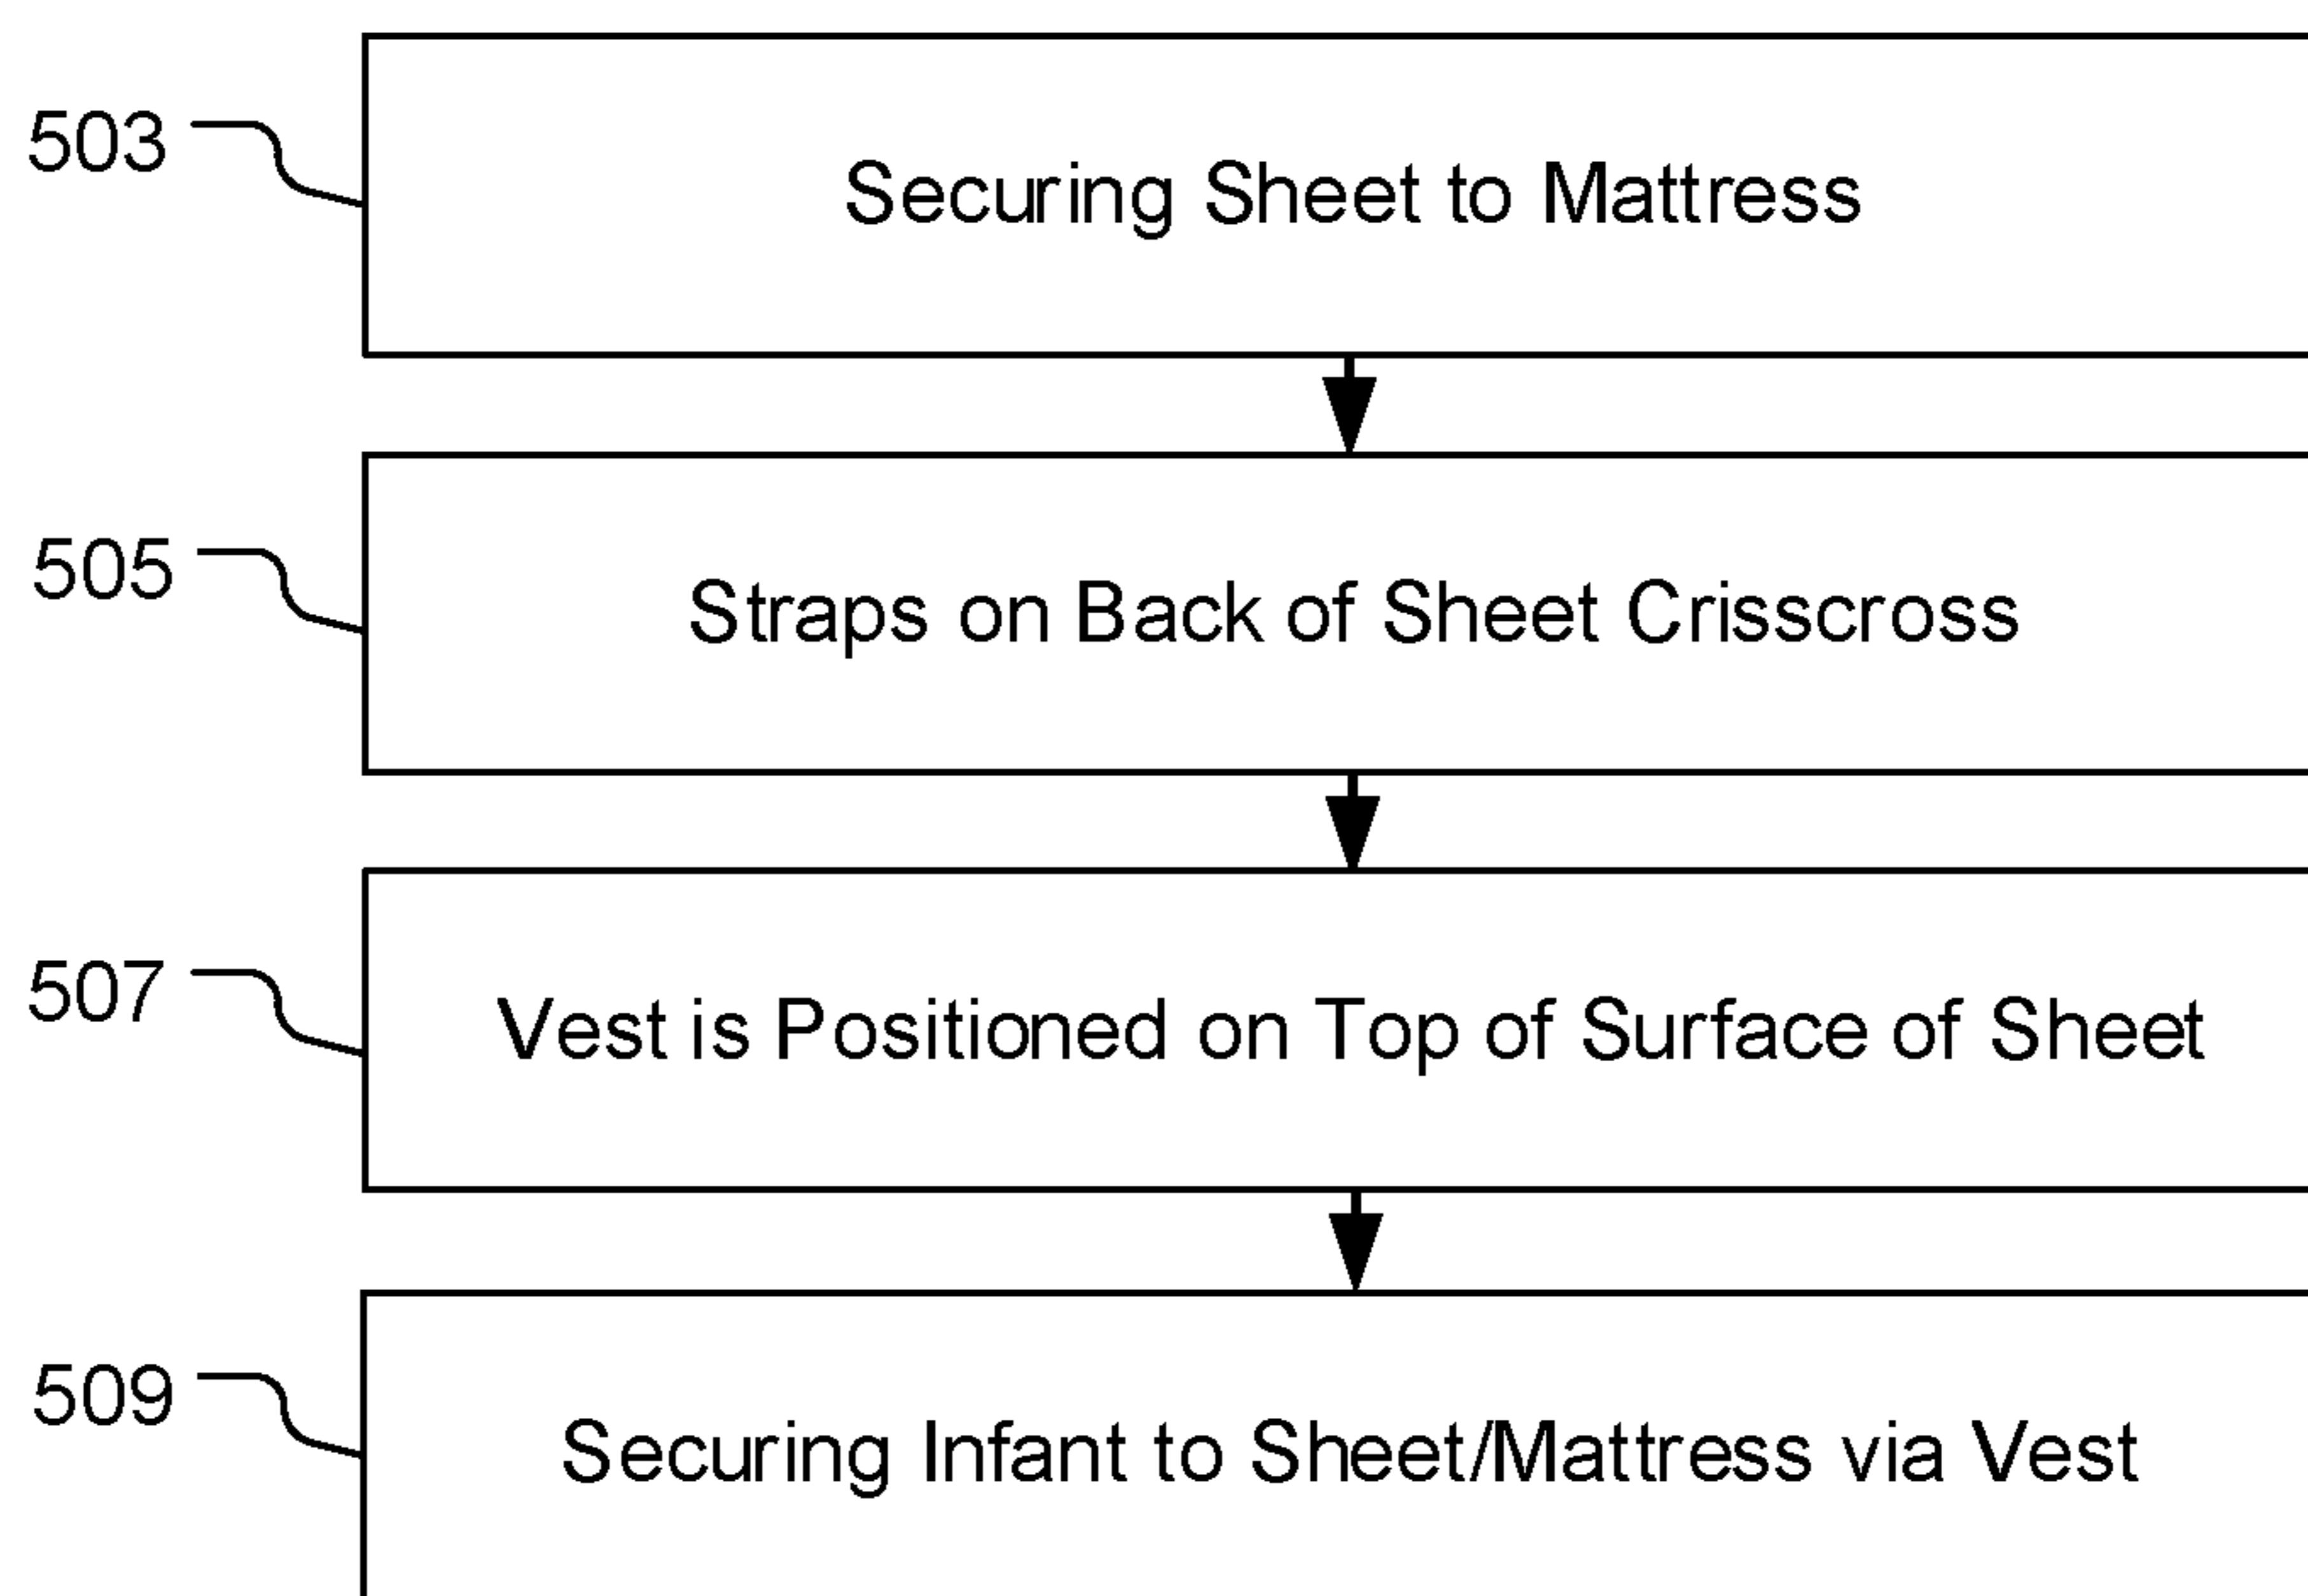 503
Securing Sheet to Mattress
505
Straps on Back of Sheet Crisscross
507
Vest is Positioned on Top of Surface of Sheet
509
Securing Infant to Sheet/Mattress via Vest